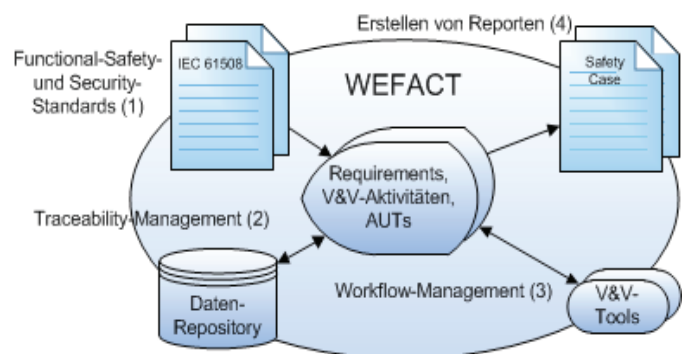 Erstellen von Reporten (4)
Functional-Safety-
und Security-
Standards (1)
IEC 61508
WEFACT
Safety
Case
Requirements,
V&V-Aktivitäten,
AUTs
Traceability-Management (2)
Daten-
Repository
Workflow-Management (3)
V&V-
Tools